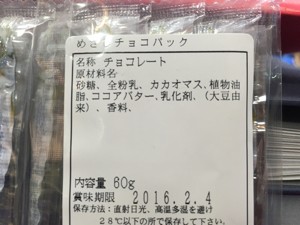 めざしチョコパック
名称 チョコレート
原材料名
砂糖、全粉乳、カカオマス、植物油
脂、ココアバター、乳化剤、(大豆由
来)、香料、
内容量 60g
賞味期限 2016.2.4
保存方法:直射日光、高温多湿を避け
28℃以下の所で保存して下さい。